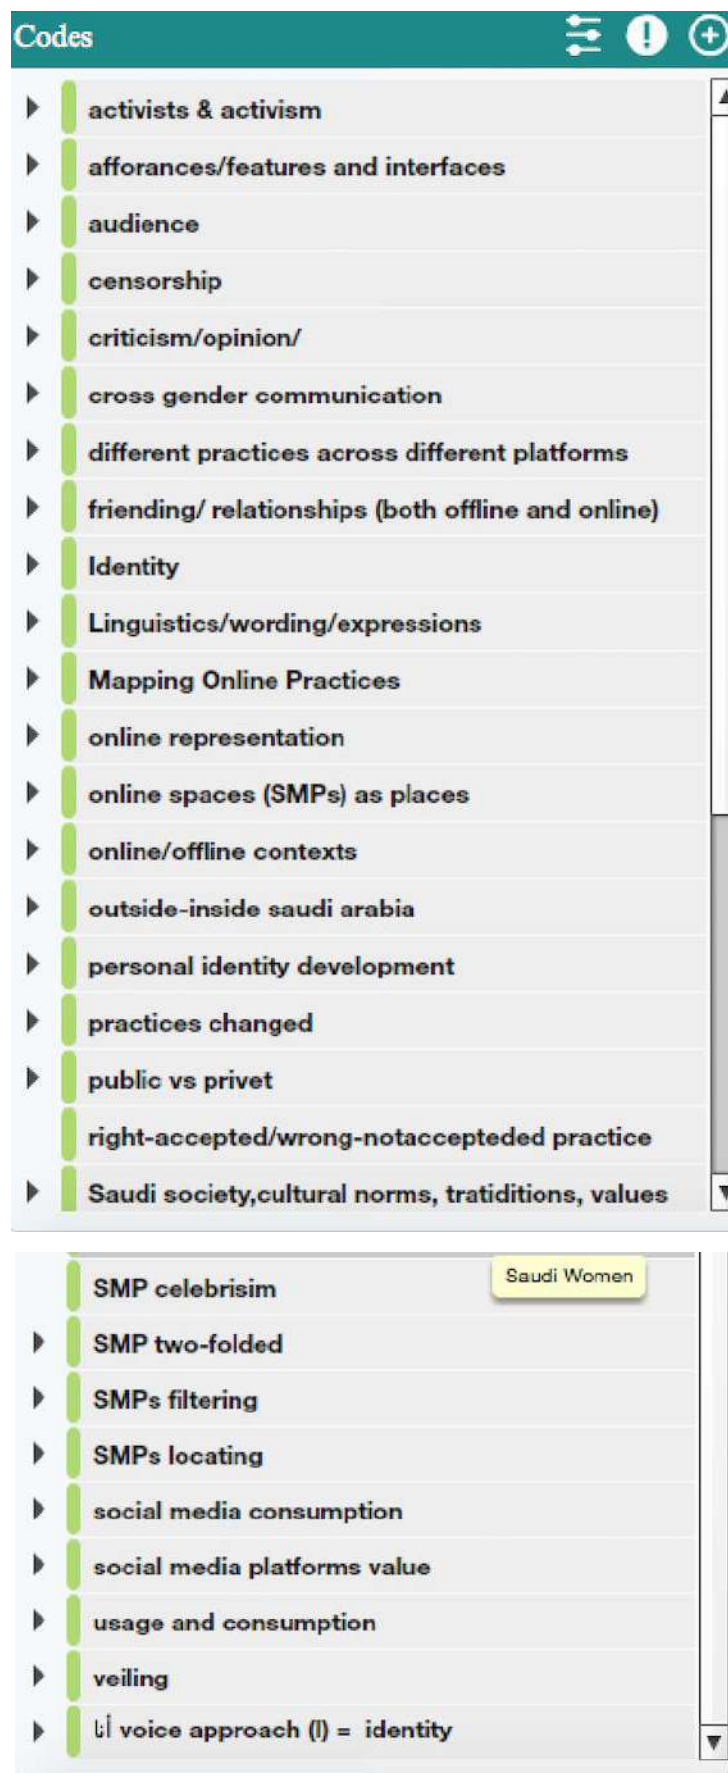 Codes
activists & activism
afforances/features and interfaces
audience
censorship
criticism/opinion/
cross gender communication
different practices across different platforms
friending/ relationships (both offline and online)
Identity
Linguistics/wording/expressions
Mapping Online Practices
online representation
online spaces (SMPs) as places
online/offline contexts
outside-inside saudi arabia
personal identity development
practices changed
public vs privet
right-accepted/wrong-notaccepteded practice
Saudi society,cultural norms, tratiditions, values
Saudi Women
SMP celebrisim
SMP two-folded
SMPs filtering
SMPs locating
social media consumption
social media platforms value
usage and consumption
veiling
أنا voice approach (I) = identity